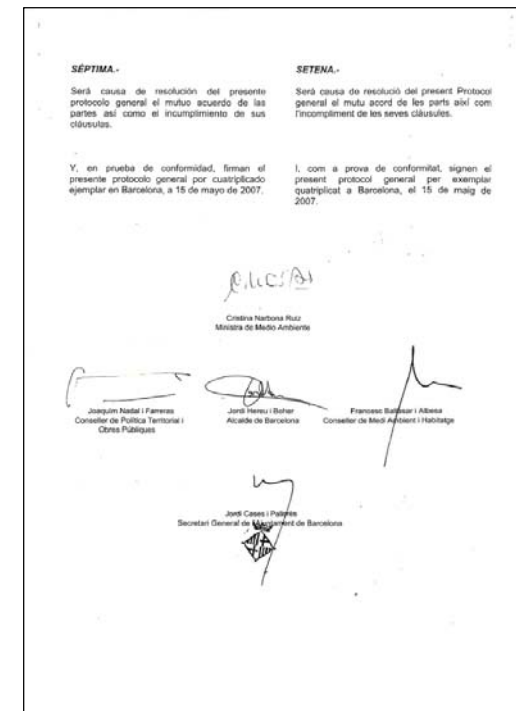 SÉPTIMA.-
Será causa de resolución del presente
protocolo general el mutuo acuerdo de las
partes así como el incumplimiento de sus
cláusulas.
Y, en prueba de conformidad, firman el
presente protocolo general por cuatriplicado
ejemplar en Barcelona, a 15 de mayo de 2007.
SETENA.-
Serà causa de resolució del present Protocol
general el mutu acord de les parts així com
l'incompliment de les seves clàusules.
I, com a prova de conformitat, signen el
present protocol general per exemplar
quatriplicat a Barcelona, el 15 de maig de
2007.
Cristina Narbona Ruiz
Ministra de Medio Ambiente
Joaquim Nadal i Farreras
Conseller de Política Territorial i
Obres Públiques
Jordi Hereu i Boher
Alcalde de Barcelona
Francesc Baltasar i Albesa
Conseller de Medi Ambient i Habitatge
Jordi Cases i Pallarès
Secretari General de l'Ajuntament de Barcelona